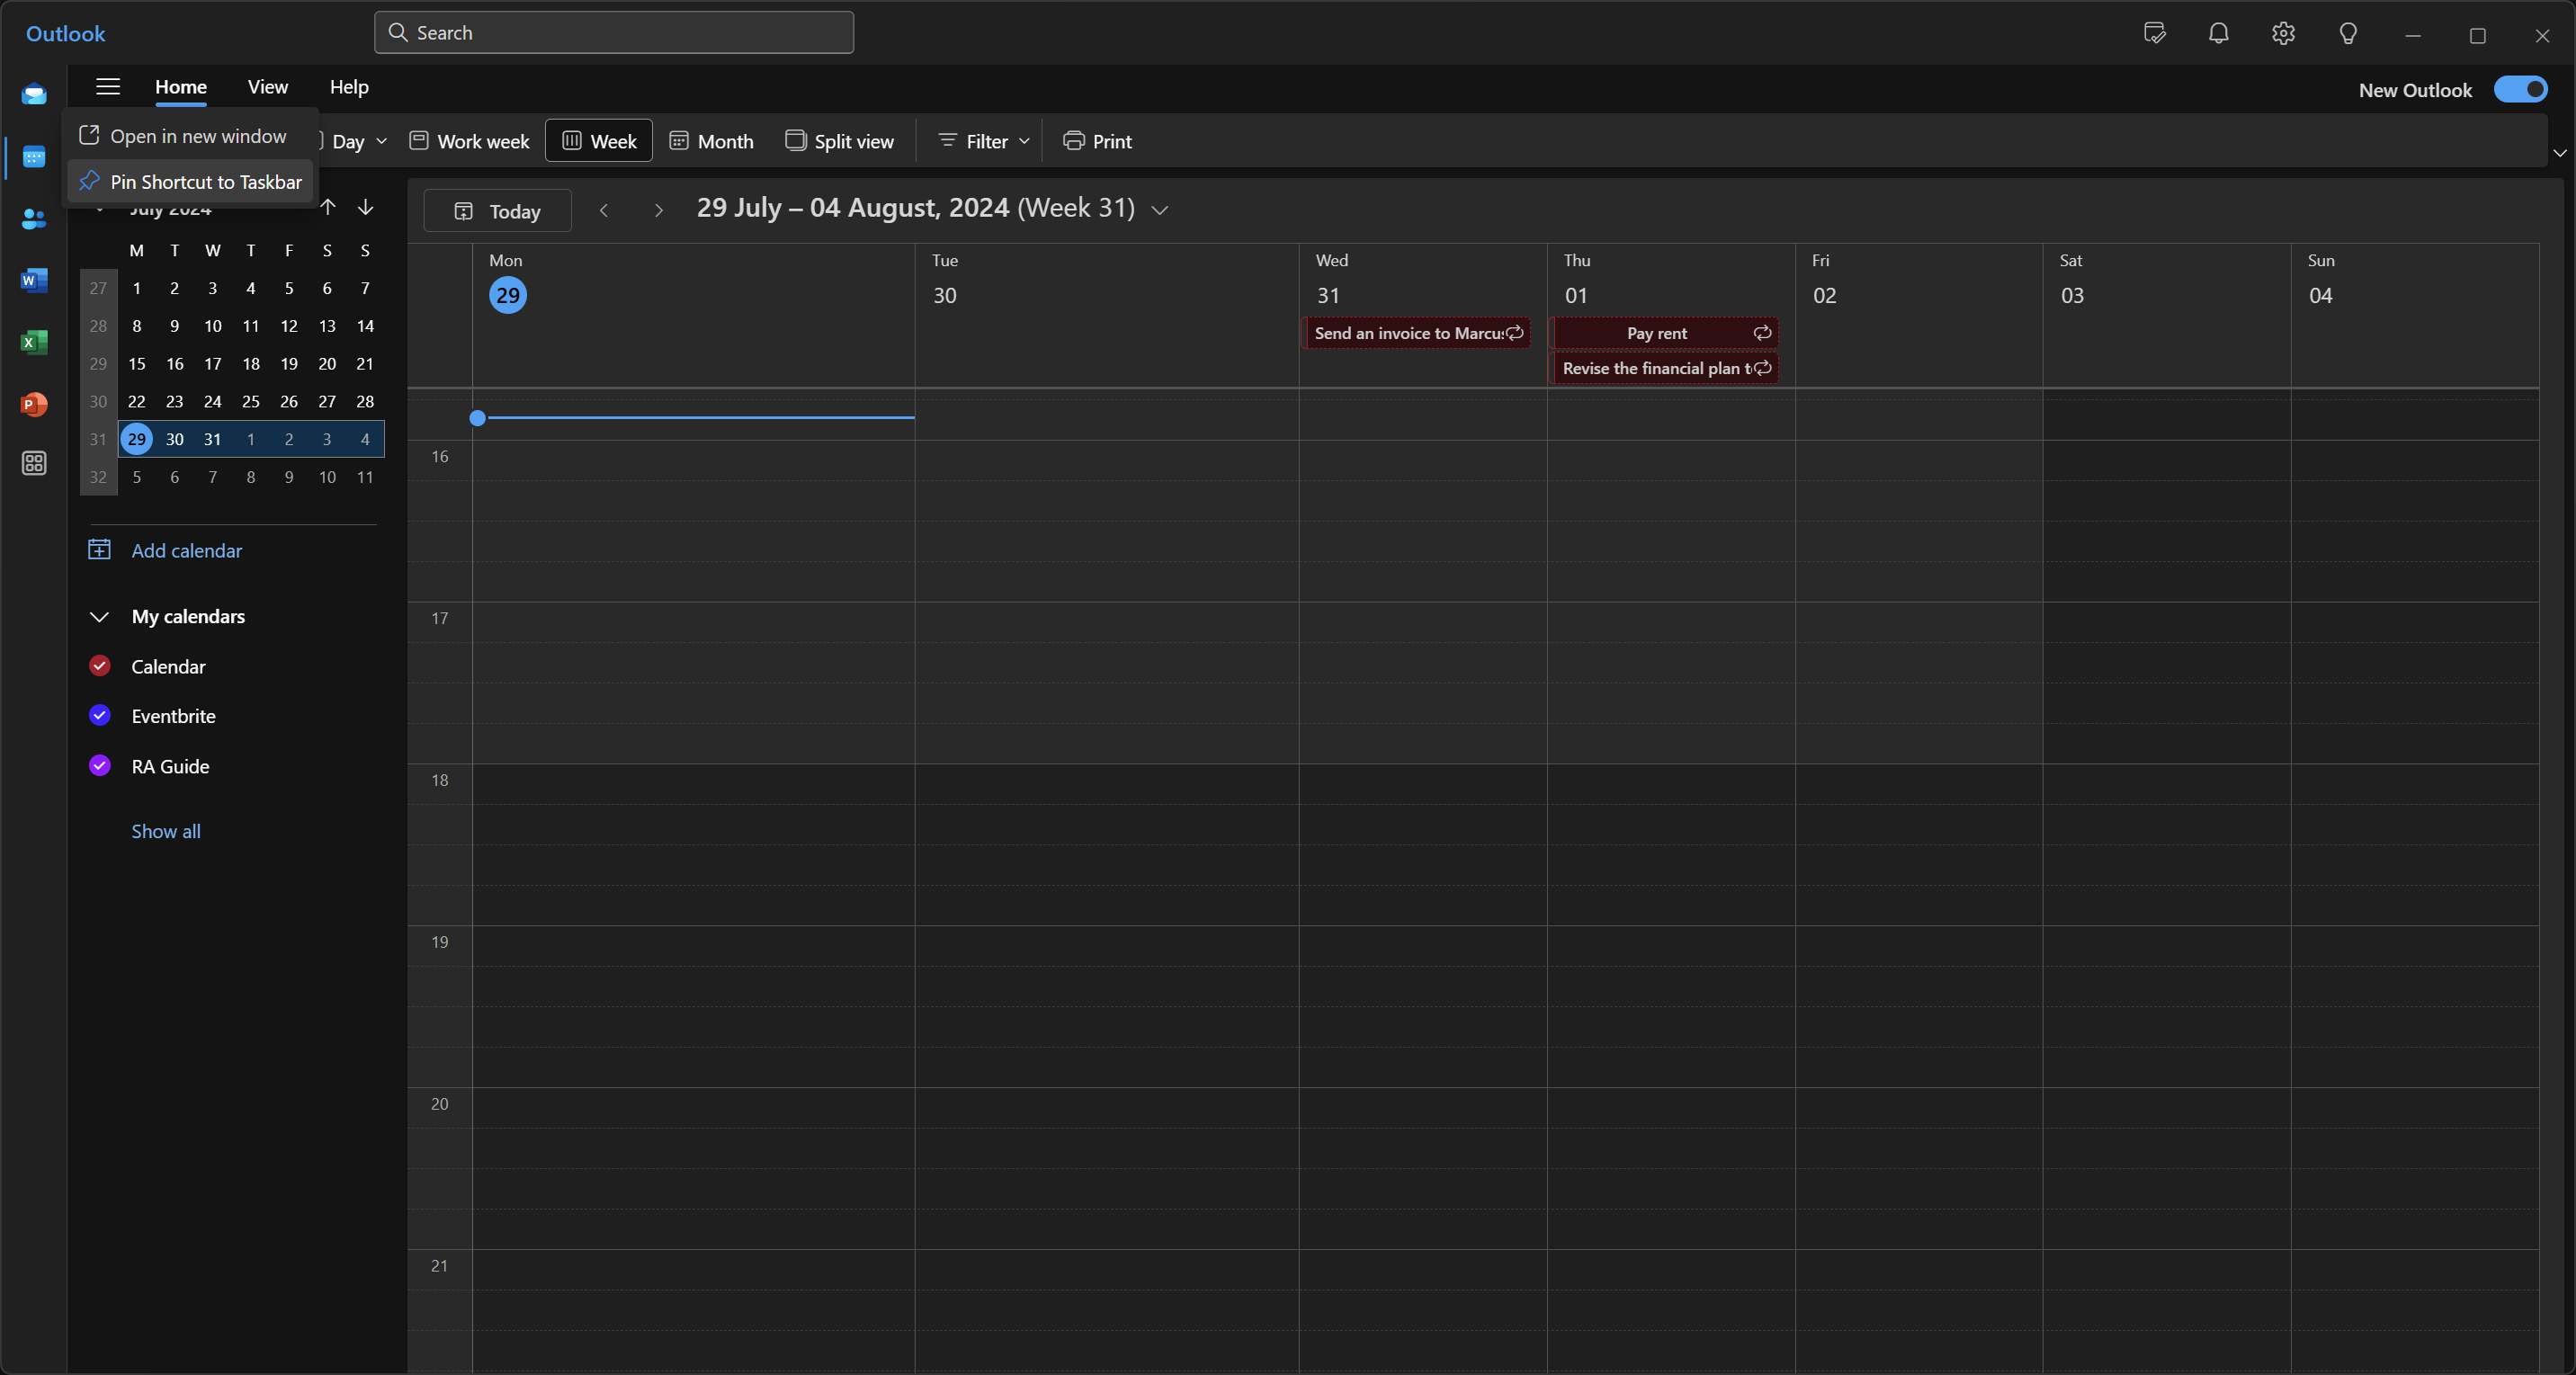 Outlook
Search
Home View Help
New Outlook
Open in new window
Pin Shortcut to Taskbar
Day Work week Week Month Split view Filter Print
July 2024
M T W T F S S
27 1 2 3 4 5 6 7
28 8 9 10 11 12 13 14
29 15 16 17 18 19 20 21
30 22 23 24 25 26 27 28
31 29 30 31 1 2 3 4
32 5 6 7 8 9 10 11
Add calendar
My calendars
Calendar
Eventbrite
RA Guide
Show all
Today 29 July – 04 August, 2024 (Week 31)
Mon Tue Wed Thu Fri Sat Sun
29 30 31 01 02 03 04
Send an invoice to Marcus Pay rent
Revise the financial plan t
16
17
18
19
20
21